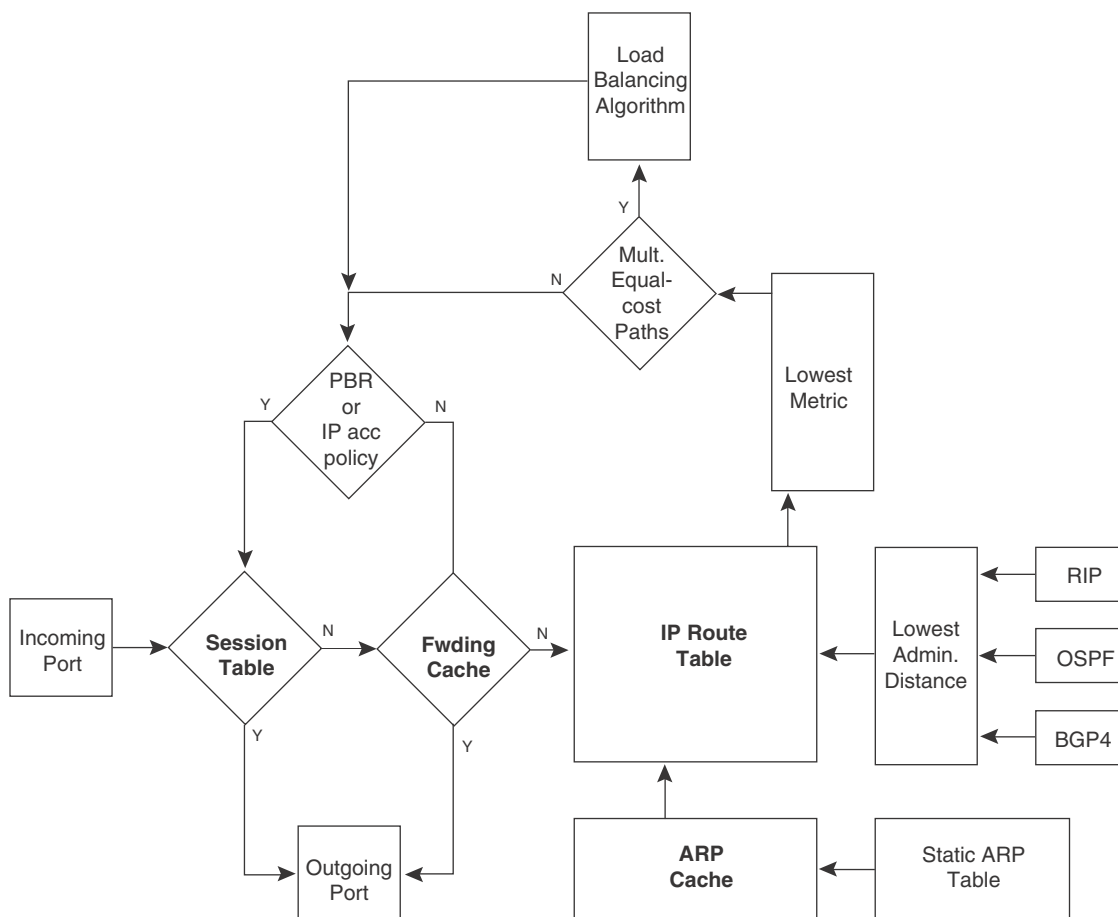 Load
Balancing
Algorithm
Y
Mult.
Equal-
cost
Paths
N
Lowest
Metric
PBR
or
IP acc
policy
Y
N
Incoming
Port
Session
Table
N
Y
Fwding
Cache
N
Y
IP Route
Table
Lowest
Admin.
Distance
RIP
OSPF
BGP4
Outgoing
Port
ARP
Cache
Static ARP
Table